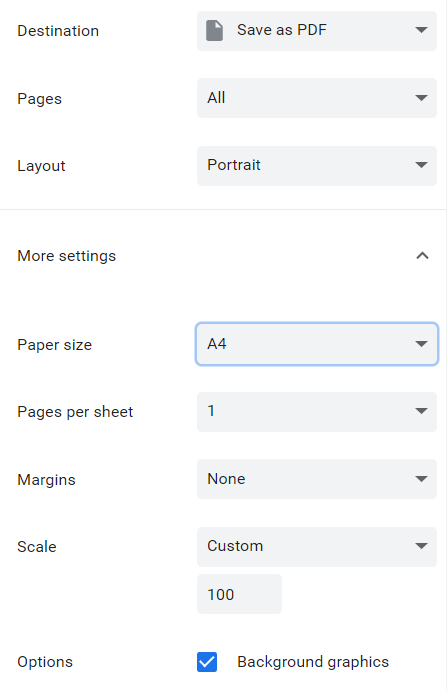 Destination Save as PDF
Pages All
Layout Portrait
More settings
Paper size A4
Pages per sheet 1
Margins None
Scale Custom
100
Options Background graphics